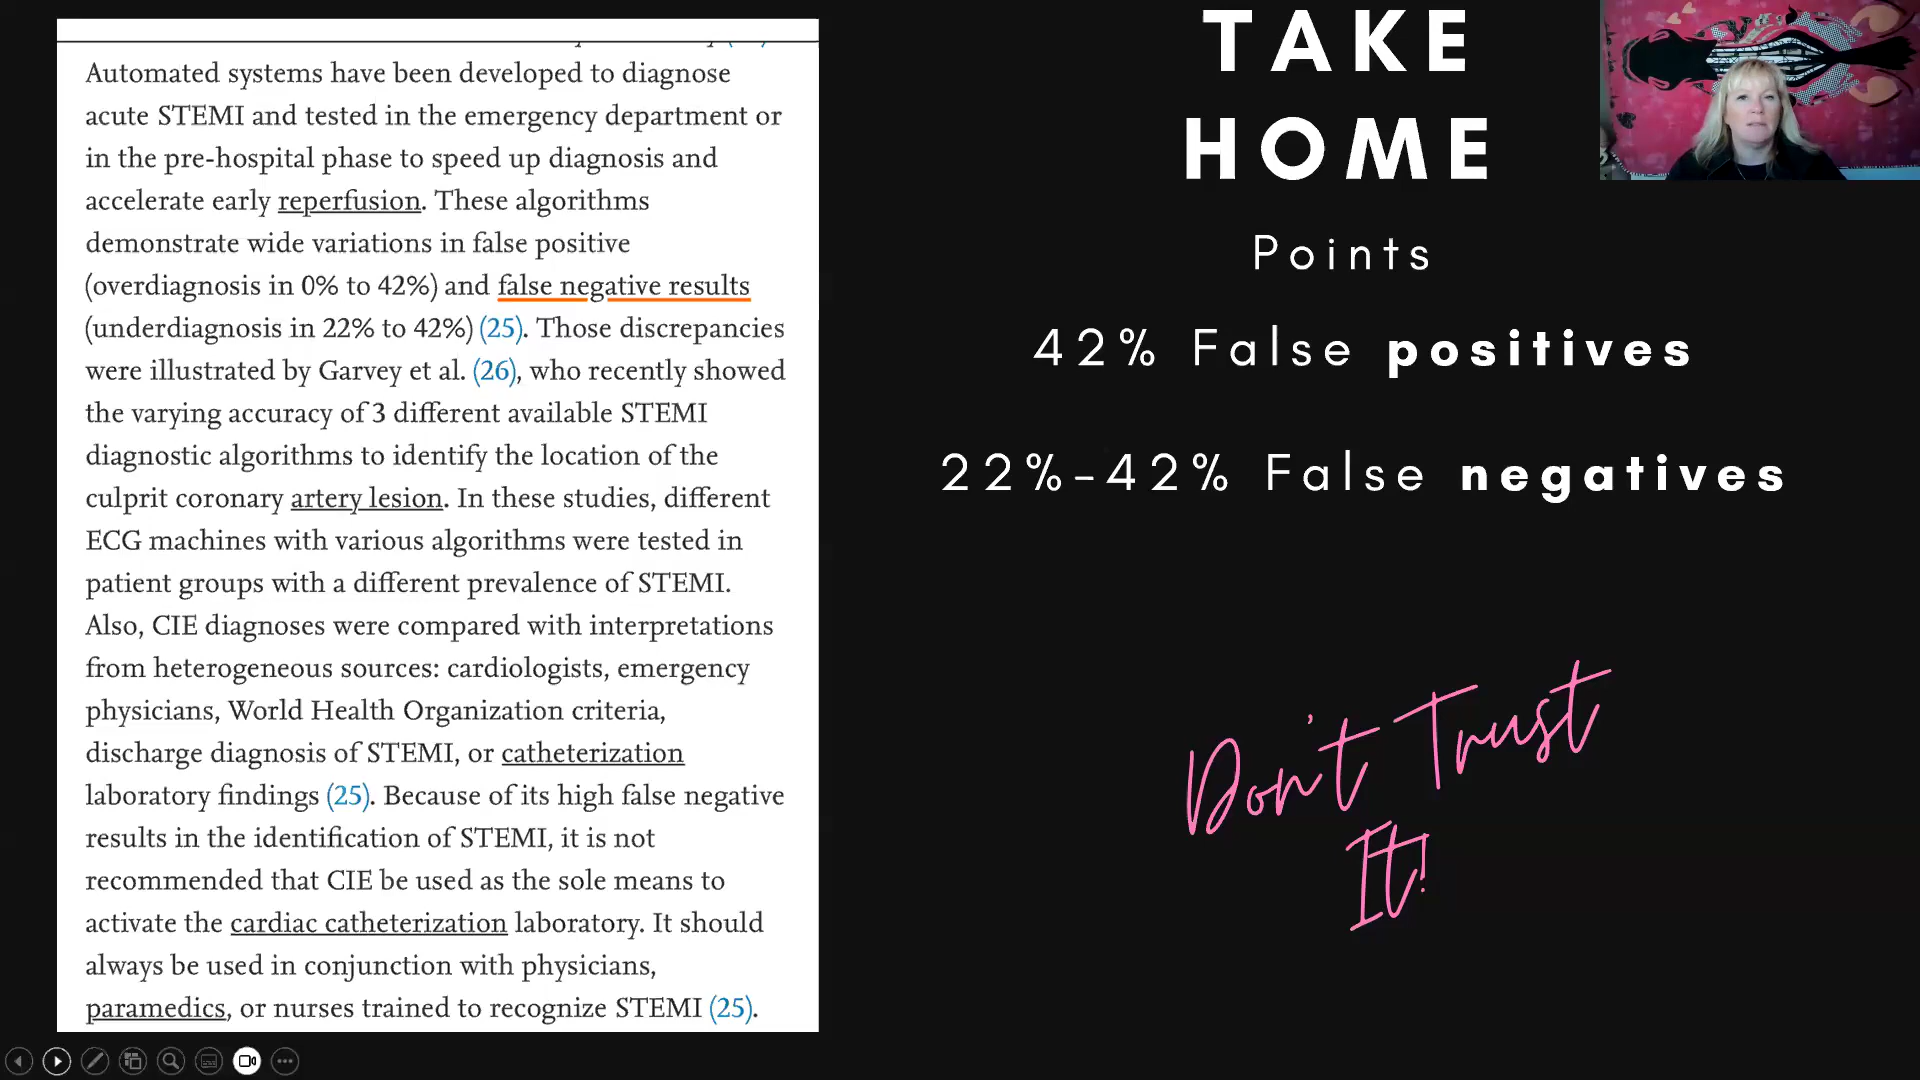 Automated systems have been developed to diagnose
acute STEMI and tested in the emergency department or
in the pre-hospital phase to speed up diagnosis and
accelerate early reperfusion. These algorithms
demonstrate wide variations in false positive
(overdiagnosis in 0% to 42%) and false negative results
(underdiagnosis in 22% to 42%) (25). Those discrepancies
were illustrated by Garvey et al. (26), who recently showed
the varying accuracy of 3 different available STEMI
diagnostic algorithms to identify the location of the
culprit coronary artery lesion. In these studies, different
ECG machines with various algorithms were tested in
patient groups with a different prevalence of STEMI.
Also, CIE diagnoses were compared with interpretations
from heterogeneous sources: cardiologists, emergency
physicians, World Health Organization criteria,
discharge diagnosis of STEMI, or catheterization
laboratory findings (25). Because of its high false negative
results in the identification of STEMI, it is not
recommended that CIE be used as the sole means to
activate the cardiac catheterization laboratory. It should
always be used in conjunction with physicians,
paramedics, or nurses trained to recognize STEMI (25).
TAKE
HOME
Points
42% False positives
22%-42% False negatives
Don't Trust
It!